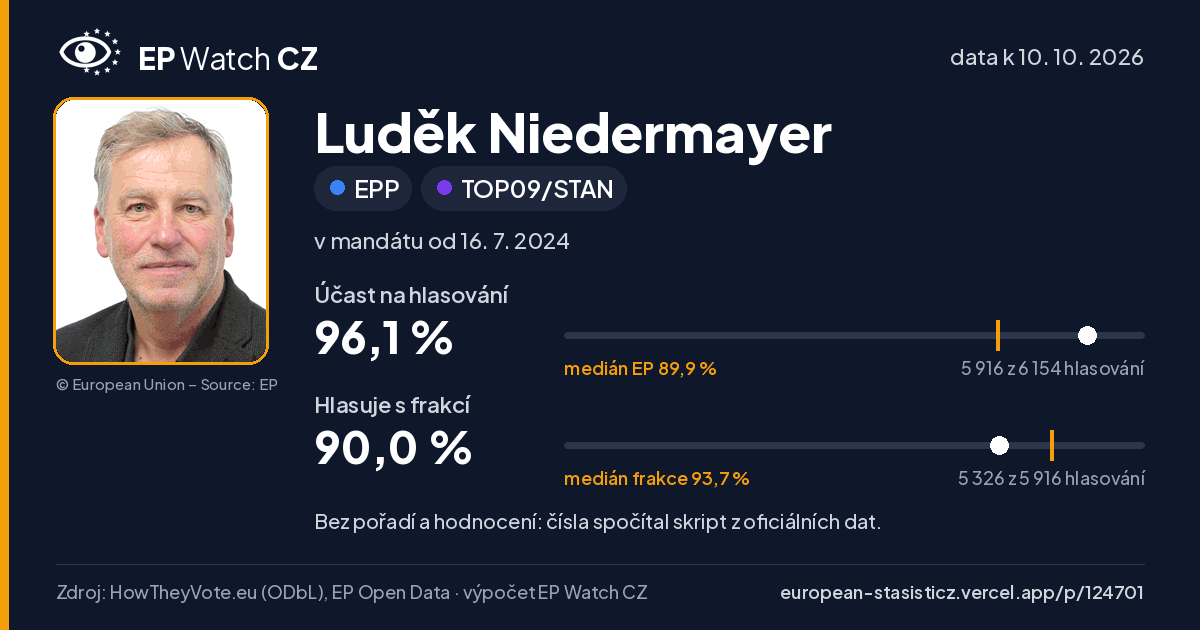 EP Watch CZ
data k 10. 10. 2026
Luděk Niedermayer
EPP
TOP09/STAN
v mandátu od 16. 7. 2024
Účast na hlasování
96,1 %
medián EP 89,9 %
5 916 z 6 154 hlasování
© European Union – Source: EP
Hlasuje s frakcí
90,0 %
medián frakce 93,7 %
5 326 z 5 916 hlasování
Bez pořadí a hodnocení: čísla spočítal skript z oficiálních dat.
Zdroj: HowTheyVote.eu (ODbL), EP Open Data · výpočet EP Watch CZ
european-stasisticz.vercel.app/p/124701